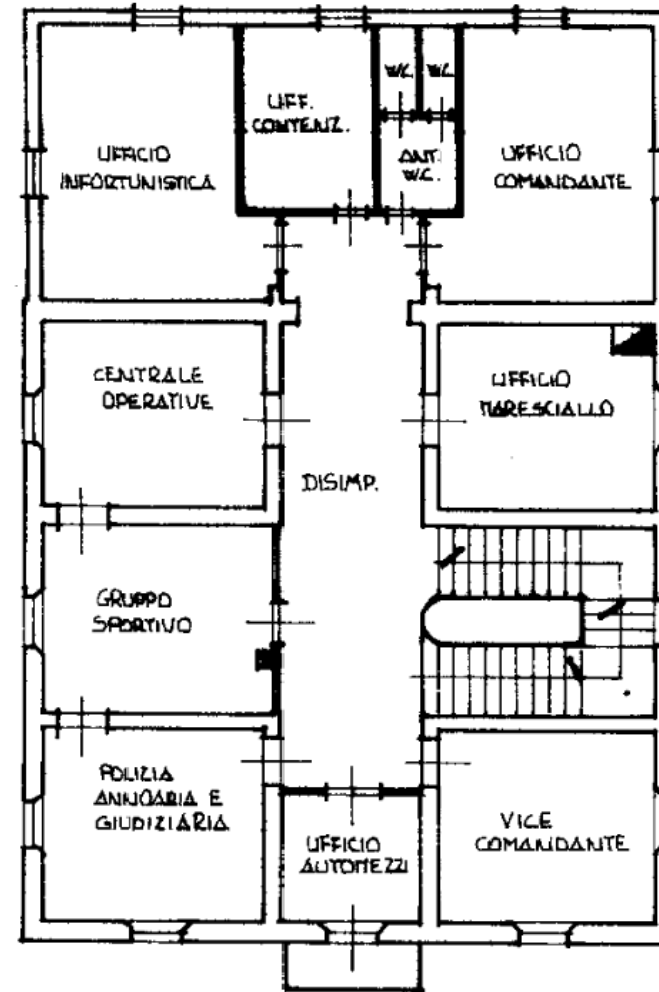 UFFICIO
INFORTUNISTICA
UFF.
CONTENZ.
W.C.
W.C.
ANT.
W.C.
UFFICIO
COMANDANTE
CENTRALE
OPERATIVE
UFFICIO
MARESCIALLO
DISIMP.
GRUPPO
SPORTIVO
POLIZIA
ANNOARIA E
GIUDIZIARIA
UFFICIO
AUTOMEZZI
VICE
COMANDANTE